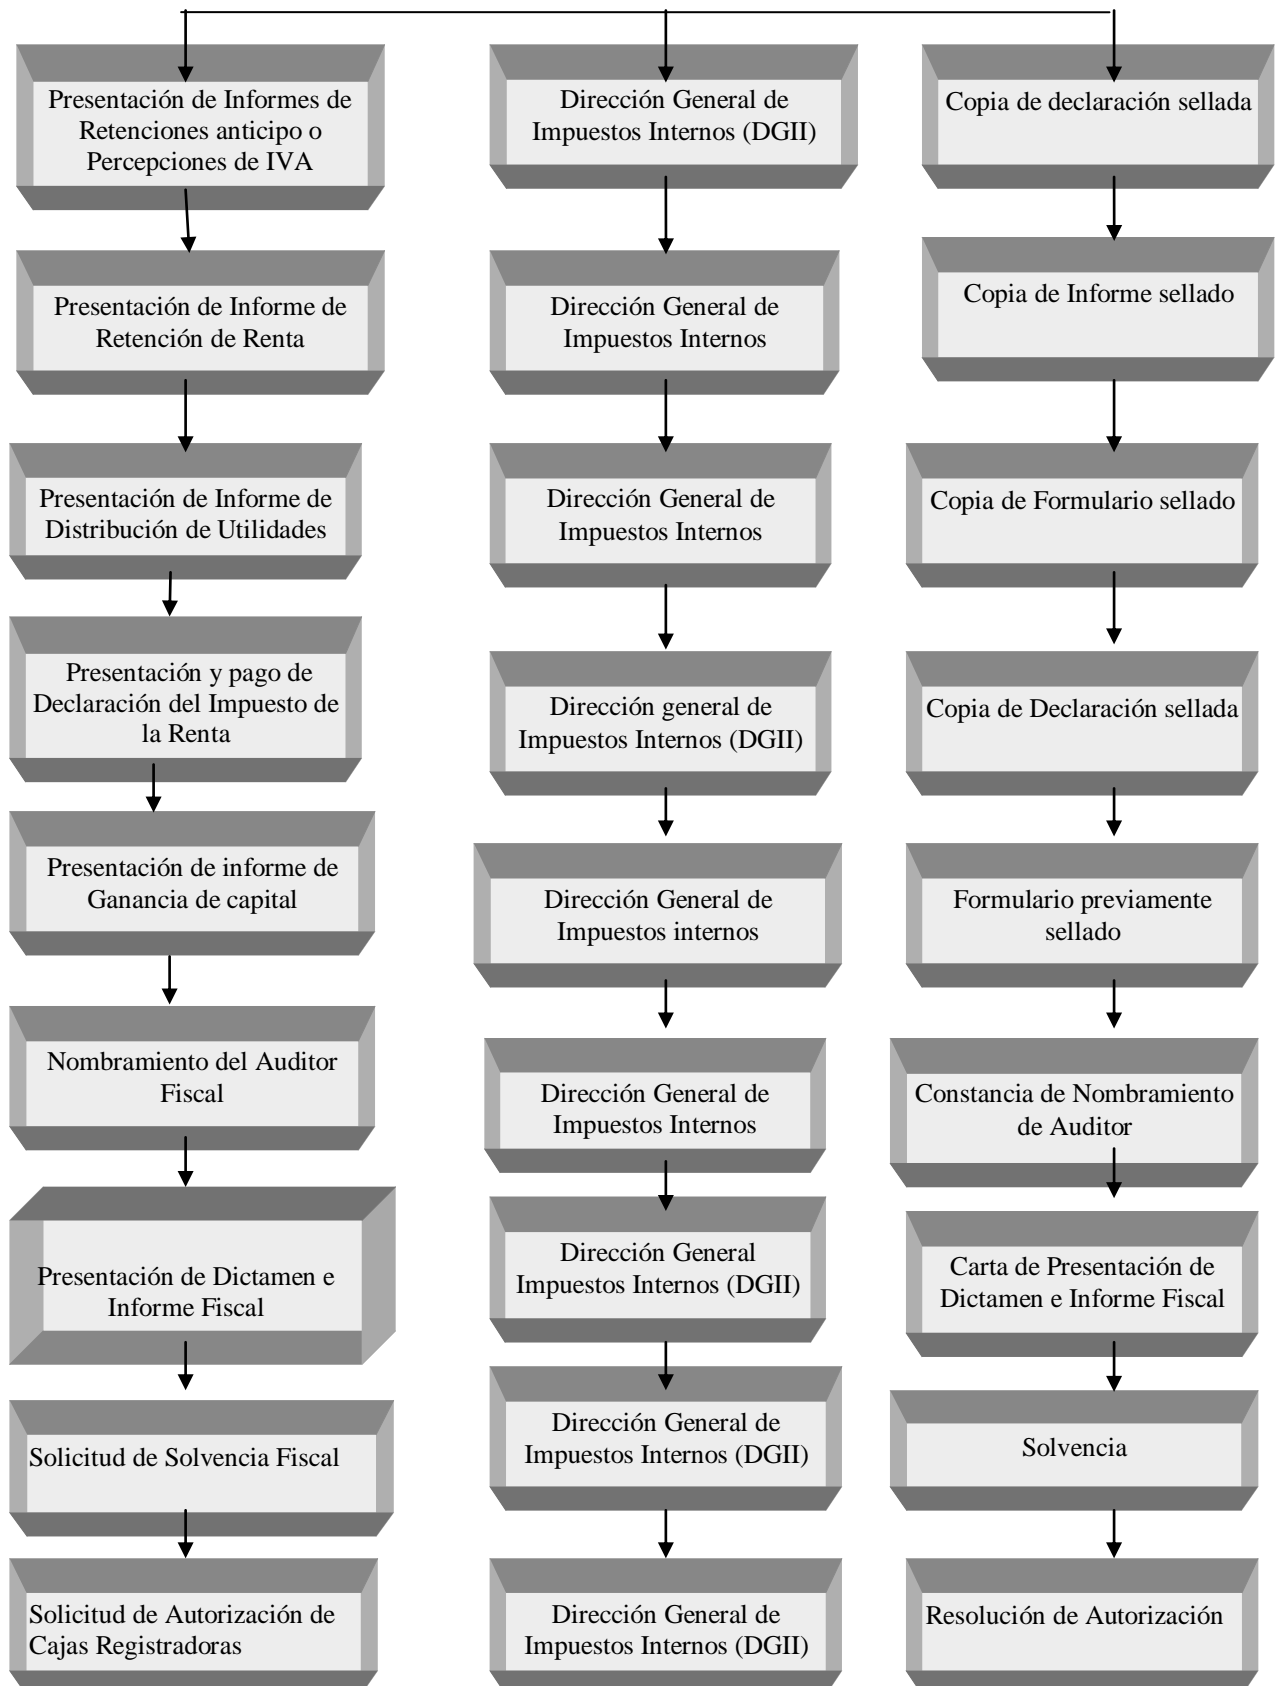 Presentación de Informes de
Retenciones anticipo o
Percepciones de IVA
Dirección General de
Impuestos Internos (DGII)
Copia de declaración sellada
Presentación de Informe de
Retención de Renta
Dirección General de
Impuestos Internos
Copia de Informe sellado
Presentación de Informe de
Distribución de Utilidades
Dirección General de
Impuestos Internos
Copia de Formulario sellado
Presentación y pago de
Declaración del Impuesto de
la Renta
Dirección general de
Impuestos Internos (DGII)
Copia de Declaración sellada
Presentación de informe de
Ganancia de capital
Dirección General de
Impuestos internos
Formulario previamente
sellado
Nombramiento del Auditor
Fiscal
Dirección General de
Impuestos Internos
Constancia de Nombramiento
de Auditor
Presentación de Dictamen e
Informe Fiscal
Dirección General
Impuestos Internos (DGII)
Carta de Presentación de
Dictamen e Informe Fiscal
Solicitud de Solvencia Fiscal
Dirección General de
Impuestos Internos (DGII)
Solvencia
Solicitud de Autorización de
Cajas Registradoras
Dirección General de
Impuestos Internos (DGII)
Resolución de Autorización